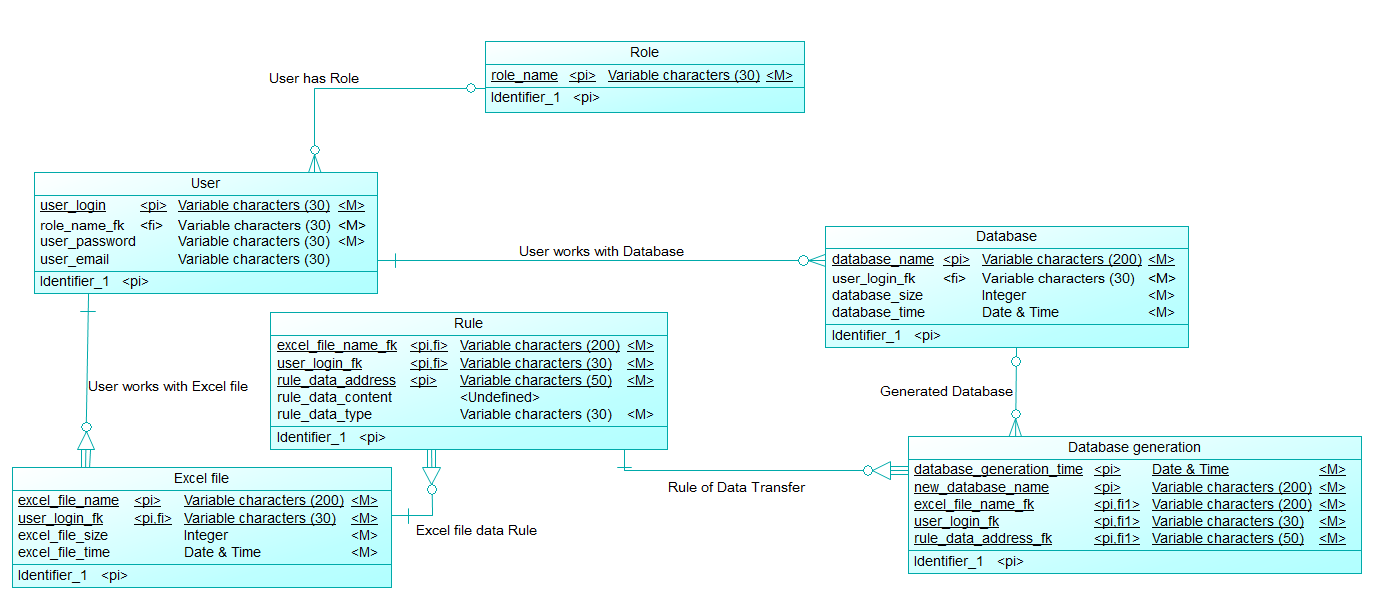 Role
role_name <pi> Variable characters (30) <M>
Identifier_1 <pi>
User has Role
User
user_login <pi> Variable characters (30) <M>
role_name_fk <fi> Variable characters (30) <M>
user_password Variable characters (30) <M>
user_email Variable characters (30)
Identifier_1 <pi>
User works with Database
Database
database_name <pi> Variable characters (200) <M>
user_login_fk <fi> Variable characters (30) <M>
database_size Integer <M>
database_time Date & Time <M>
Identifier_1 <pi>
Rule
excel_file_name_fk <pi,fi> Variable characters (200) <M>
user_login_fk <pi,fi> Variable characters (30) <M>
rule_data_address <pi> Variable characters (50) <M>
rule_data_content <Undefined>
rule_data_type Variable characters (30) <M>
Identifier_1 <pi>
User works with Excel file
Generated Database
Database generation
database_generation_time <pi> Date & Time <M>
new_database_name <pi> Variable characters (200) <M>
excel_file_name_fk <pi,fi1> Variable characters (200) <M>
user_login_fk <pi,fi1> Variable characters (30) <M>
rule_data_address_fk <pi,fi1> Variable characters (50) <M>
Identifier_1 <pi>
Rule of Data Transfer
Excel file
excel_file_name <pi> Variable characters (200) <M>
user_login_fk <pi,fi> Variable characters (30) <M>
excel_file_size Integer <M>
excel_file_time Date & Time <M>
Identifier_1 <pi>
Excel file data Rule